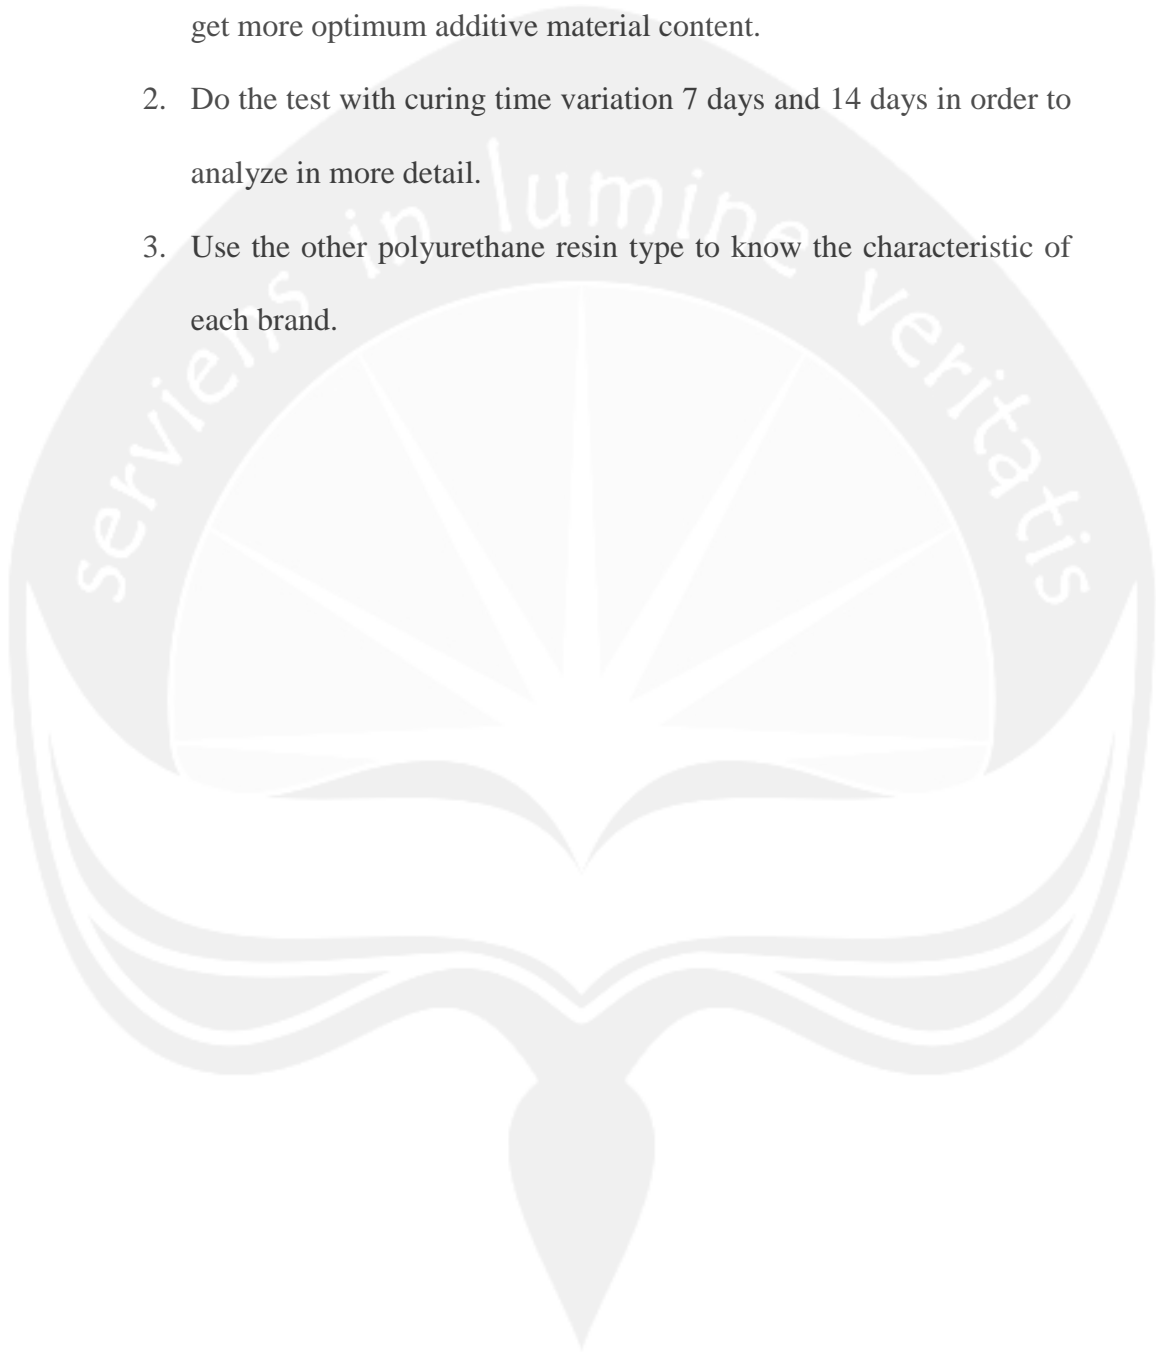 get more optimum additive material content.
2. Do the test with curing time variation 7 days and 14 days in order to
analyze in more detail.
3. Use the other polyurethane resin type to know the characteristic of
each brand.
serviens in lumine veritatis